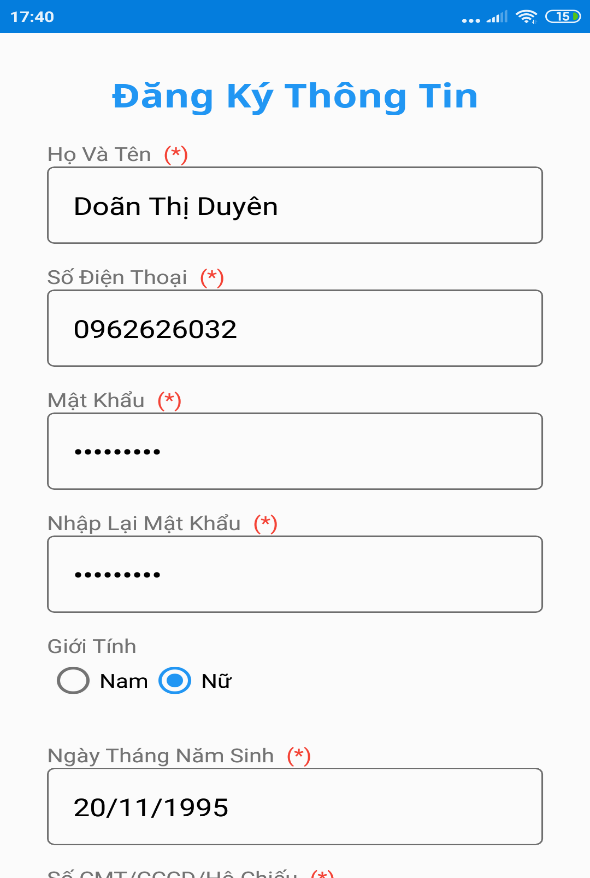 17:40
15
Đăng Ký Thông Tin
Họ Và Tên (*)
Doãn Thị Duyên
Số Điện Thoại (*)
0962626032
Mật Khẩu (*)
•••••••••
Nhập Lại Mật Khẩu (*)
•••••••••
Giới Tính
Nam Nữ
Ngày Tháng Năm Sinh (*)
20/11/1995
Số CMT/CCCD/Hộ Chiếu (*)